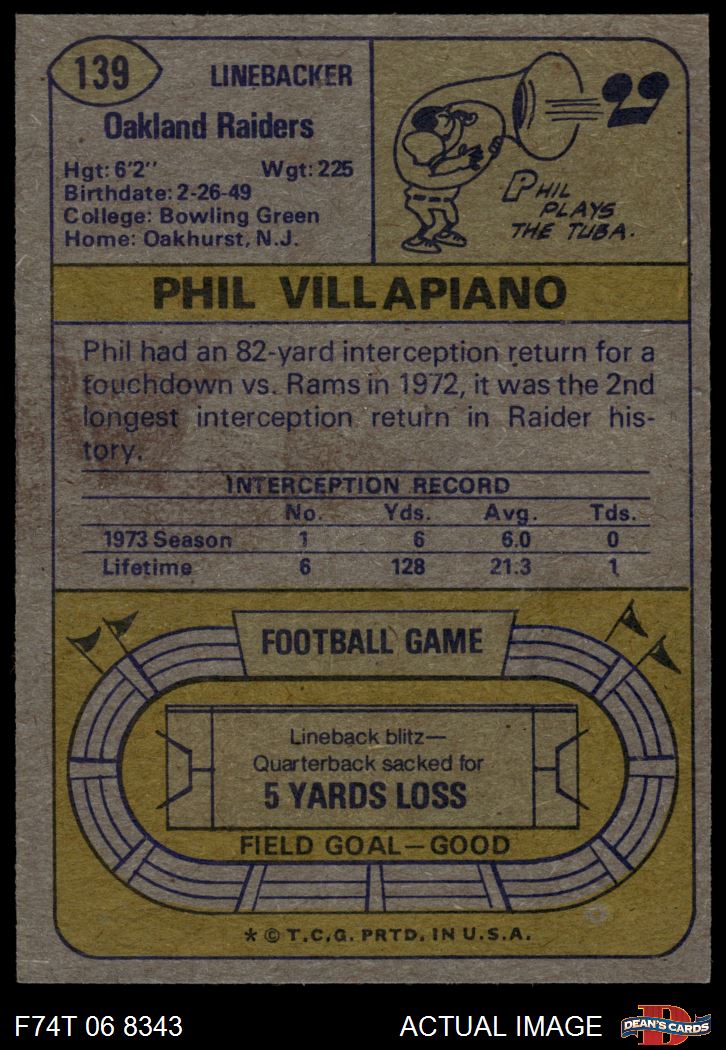 139
LINEBACKER
Oakland Raiders
Hgt: 6'2" Wgt: 225
Birthdate: 2-26-49
College: Bowling Green
Home: Oakhurst, N.J.
PHIL
PLAYS
THE TUBA.
PHIL VILLAPIANO
Phil had an 82-yard interception return for a
touchdown vs. Rams in 1972, it was the 2nd
longest interception return in Raider his-
tory.
INTERCEPTION RECORD
No. Yds. Avg. Tds.
1973 Season 1 6 6.0 0
Lifetime 6 128 21.3 1
FOOTBALL GAME
Lineback blitz—
Quarterback sacked for
5 YARDS LOSS
FIELD GOAL—GOOD
* © T.C.G. PRTD. IN U.S.A.
F74T 06 8343 ACTUAL IMAGE
D
DEAN'S CARDS